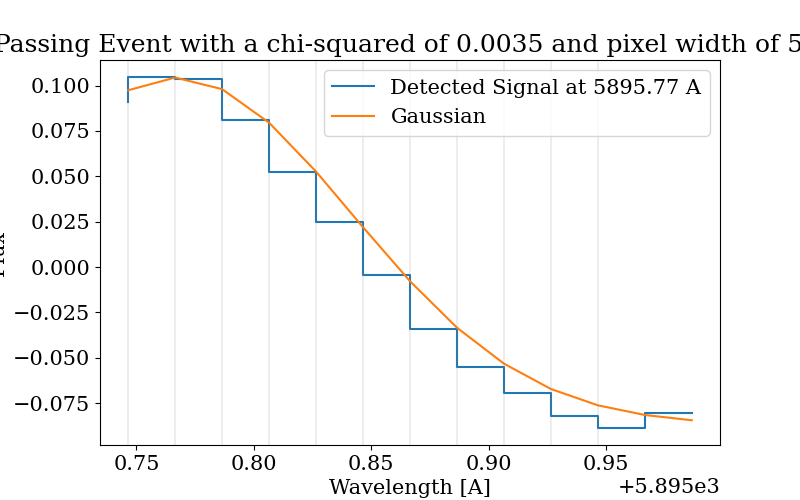 Passing Event with a chi-squared of 0.0035 and pixel width of 5
Detected Signal at 5895.77 A
Gaussian
0.100
0.075
0.050
0.025
0.000
−0.025
−0.050
−0.075
0.75
0.80
0.85
0.90
0.95
+5.895e3
Wavelength [A]